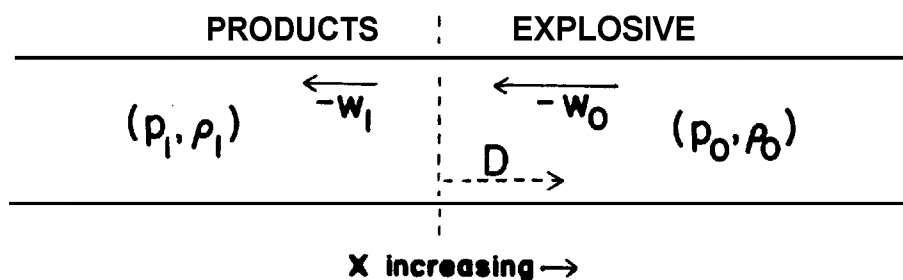 PRODUCTS EXPLOSIVE
-w₁ -w₀
(p₁, ρ₁) (p₀, ρ₀)
D
X increasing →